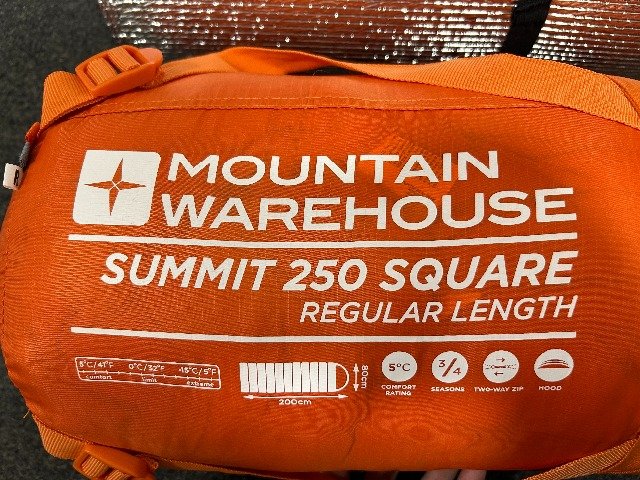 MOUNTAIN
WAREHOUSE
SUMMIT 250 SQUARE
REGULAR LENGTH
5°C/41°F 0°C/32°F -15°C/5°F
comfort limit extreme
200cm
80cm
5°C
COMFORT RATING
3/4
SEASONS
TWO-WAY ZIP
HOOD